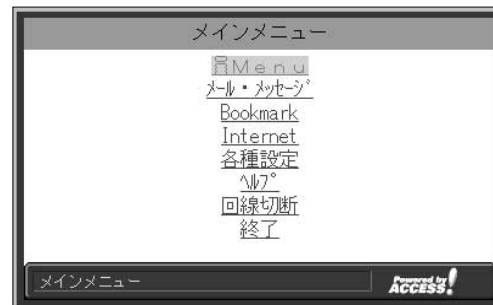 メインメニュー
iMenu
メール・メッセージ
Bookmark
Internet
各種設定
ヘルプ
回線切断
終了
メインメニュー
Powered by
ACCESS!